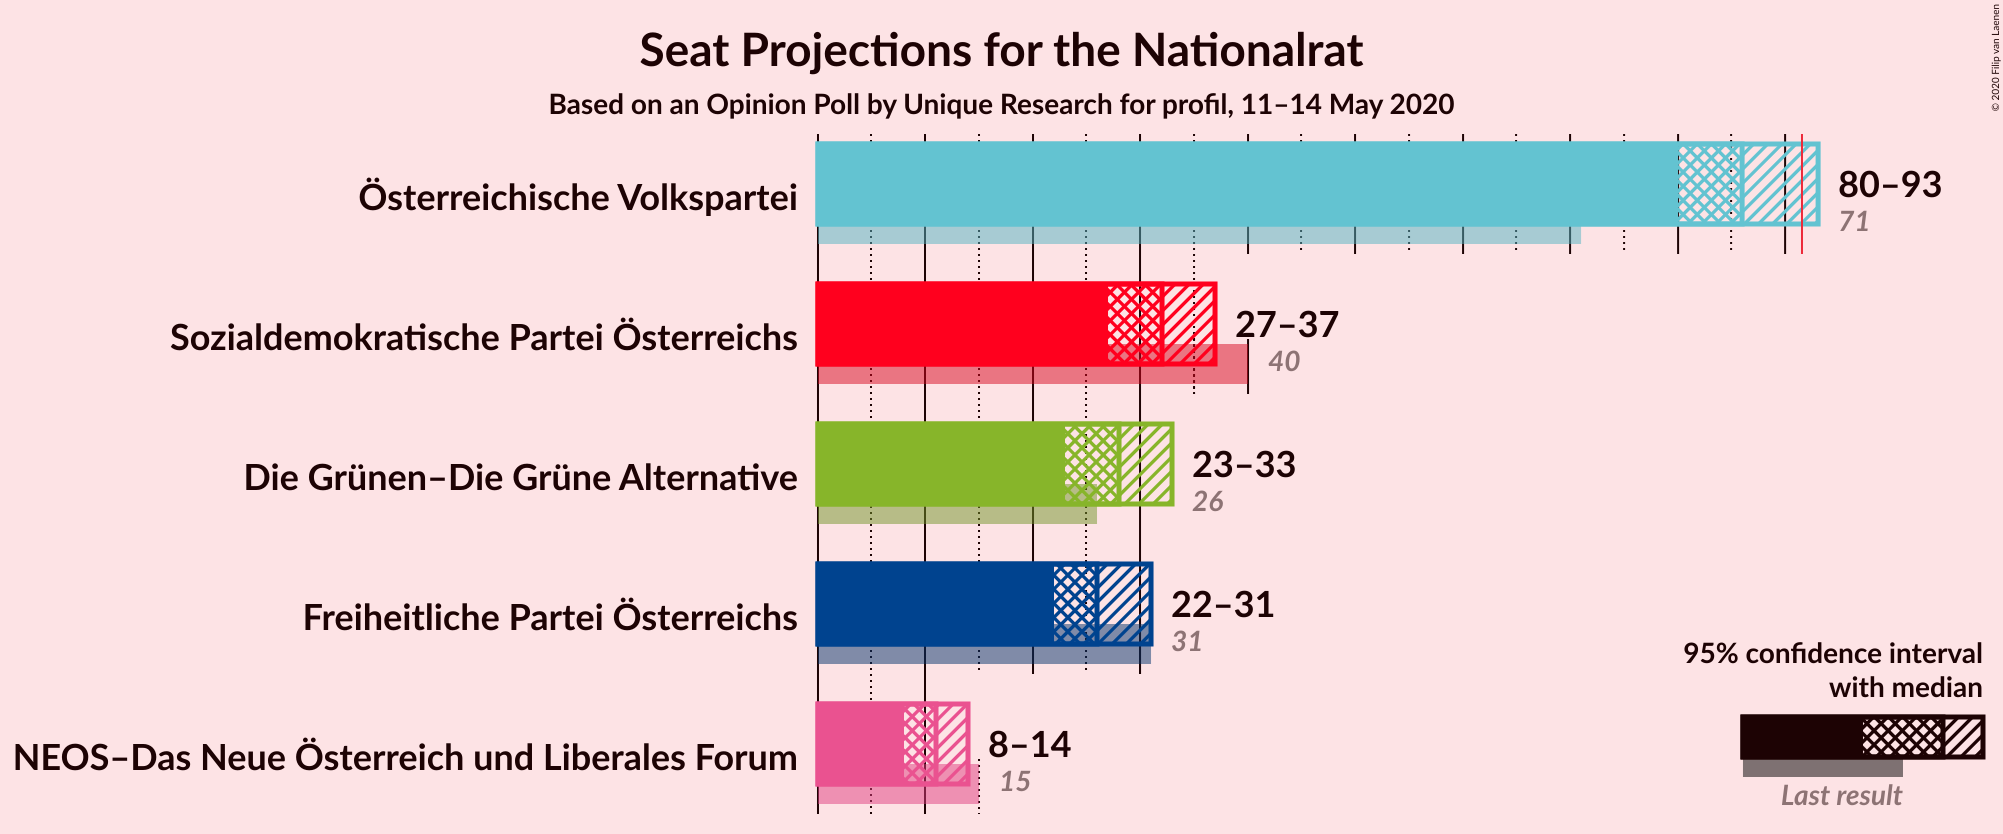 Seat Projections for the Nationalrat
Based on an Opinion Poll by Unique Research for profil, 11–14 May 2020
© 2020 Filip van Laenen
Österreichische Volkspartei
80–93
71
Sozialdemokratische Partei Österreichs
27–37
40
Die Grünen–Die Grüne Alternative
23–33
26
Freiheitliche Partei Österreichs
22–31
31
NEOS–Das Neue Österreich und Liberales Forum
8–14
15
95% confidence interval
with median
Last result